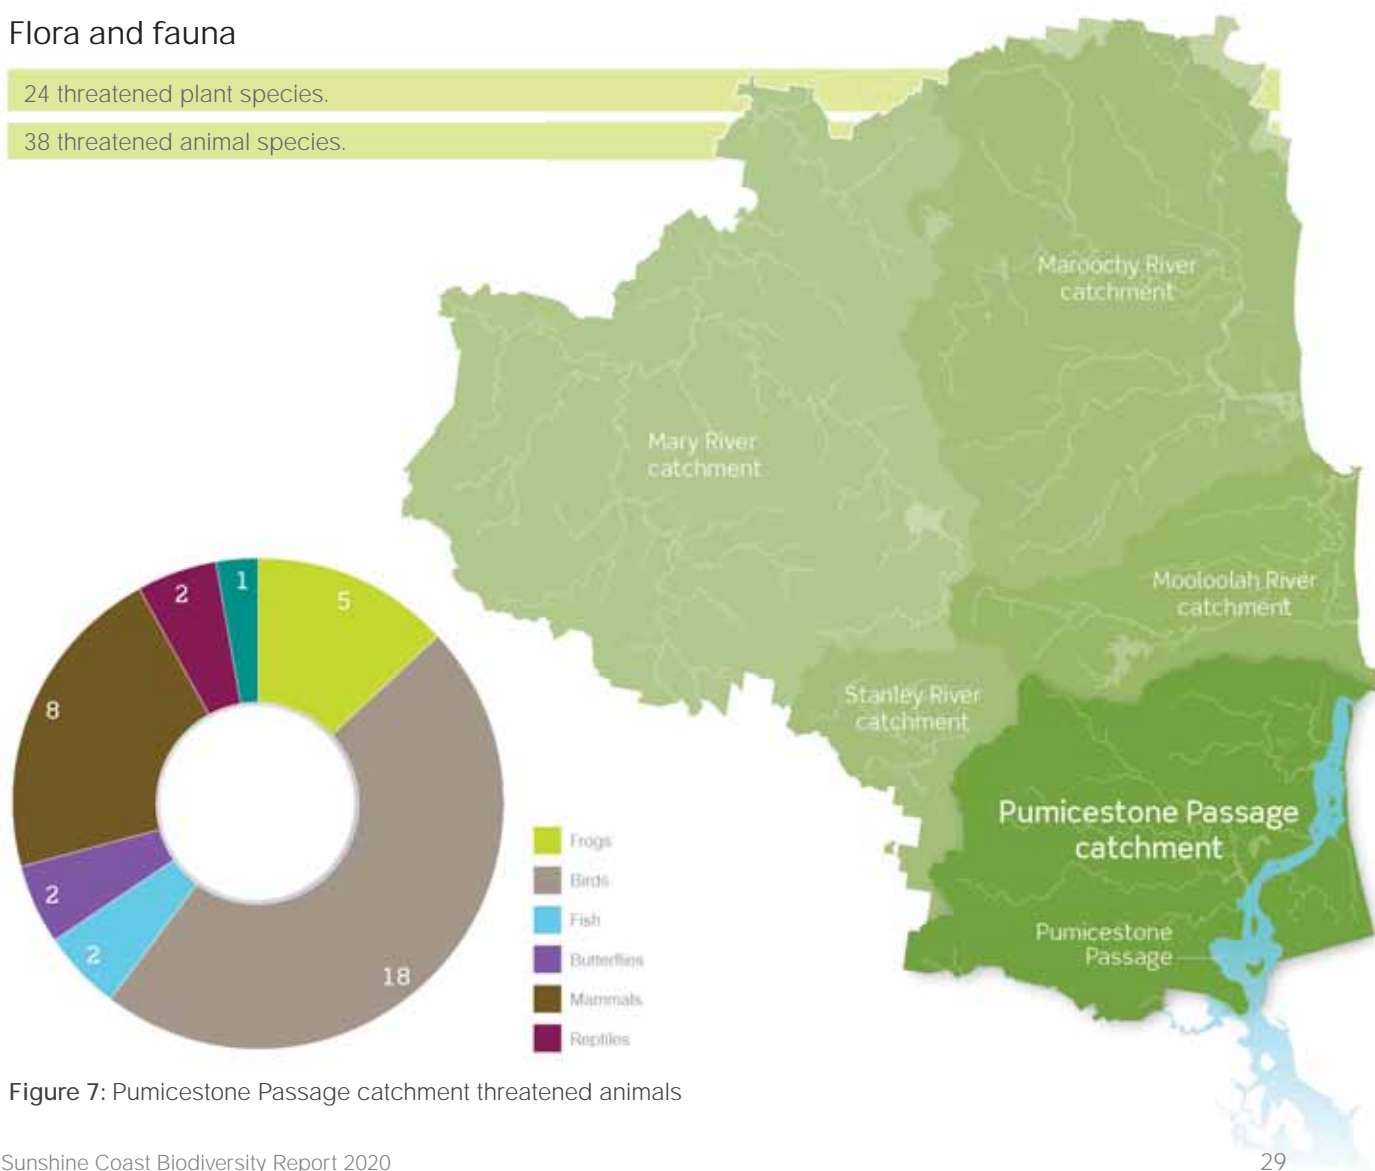 Flora and fauna
24 threatened plant species.
38 threatened animal species.
Maroochy River
catchment
Mary River
catchment
Mooloolah River
catchment
Stanley River
catchment
Pumicestone Passage
catchment
Pumicestone
Passage
1
5
2
8
2
2
18
Frogs
Birds
Fish
Butterflies
Mammals
Reptiles
Figure 7: Pumicestone Passage catchment threatened animals
Sunshine Coast Biodiversity Report 2020
29